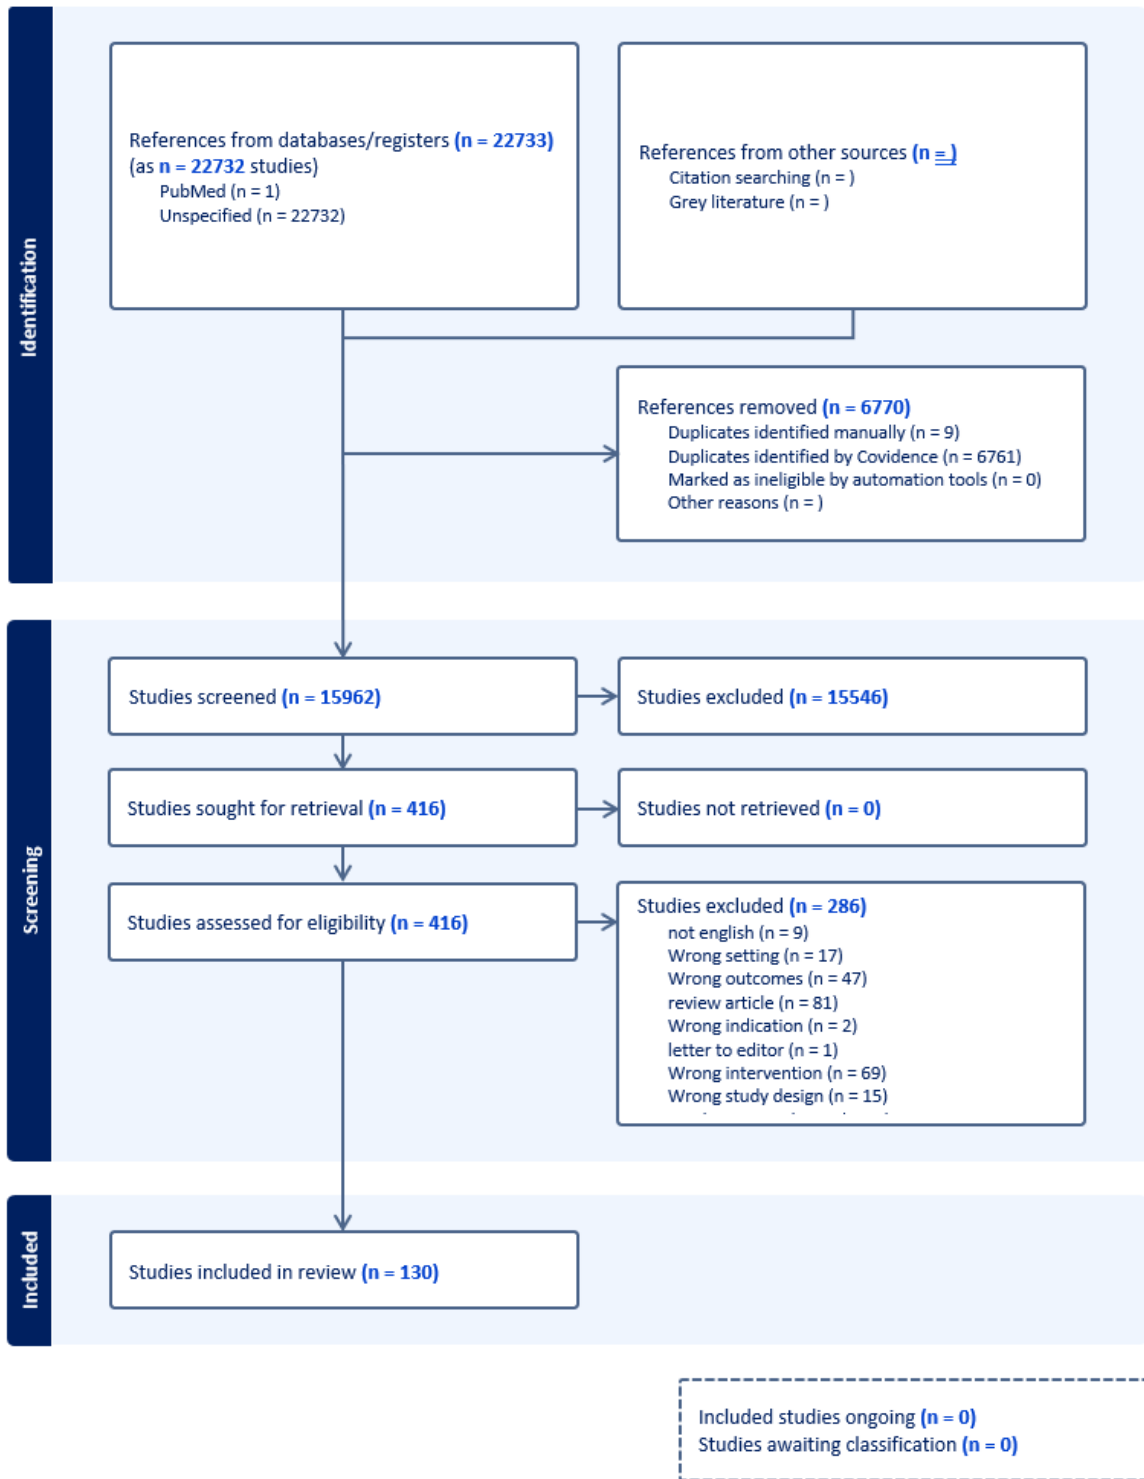 Identification
References from databases/registers (n = 22733)
(as n = 22732 studies)
PubMed (n = 1)
Unspecified (n = 22732)
References from other sources (n = )
Citation searching (n = )
Grey literature (n = )
References removed (n = 6770)
Duplicates identified manually (n = 9)
Duplicates identified by Covidence (n = 6761)
Marked as ineligible by automation tools (n = 0)
Other reasons (n = )
Screening
Studies screened (n = 15962)
Studies excluded (n = 15546)
Studies sought for retrieval (n = 416)
Studies not retrieved (n = 0)
Studies assessed for eligibility (n = 416)
Studies excluded (n = 286)
not english (n = 9)
Wrong setting (n = 17)
Wrong outcomes (n = 47)
review article (n = 81)
Wrong indication (n = 2)
letter to editor (n = 1)
Wrong intervention (n = 69)
Wrong study design (n = 15)
Included
Studies included in review (n = 130)
Included studies ongoing (n = 0)
Studies awaiting classification (n = 0)